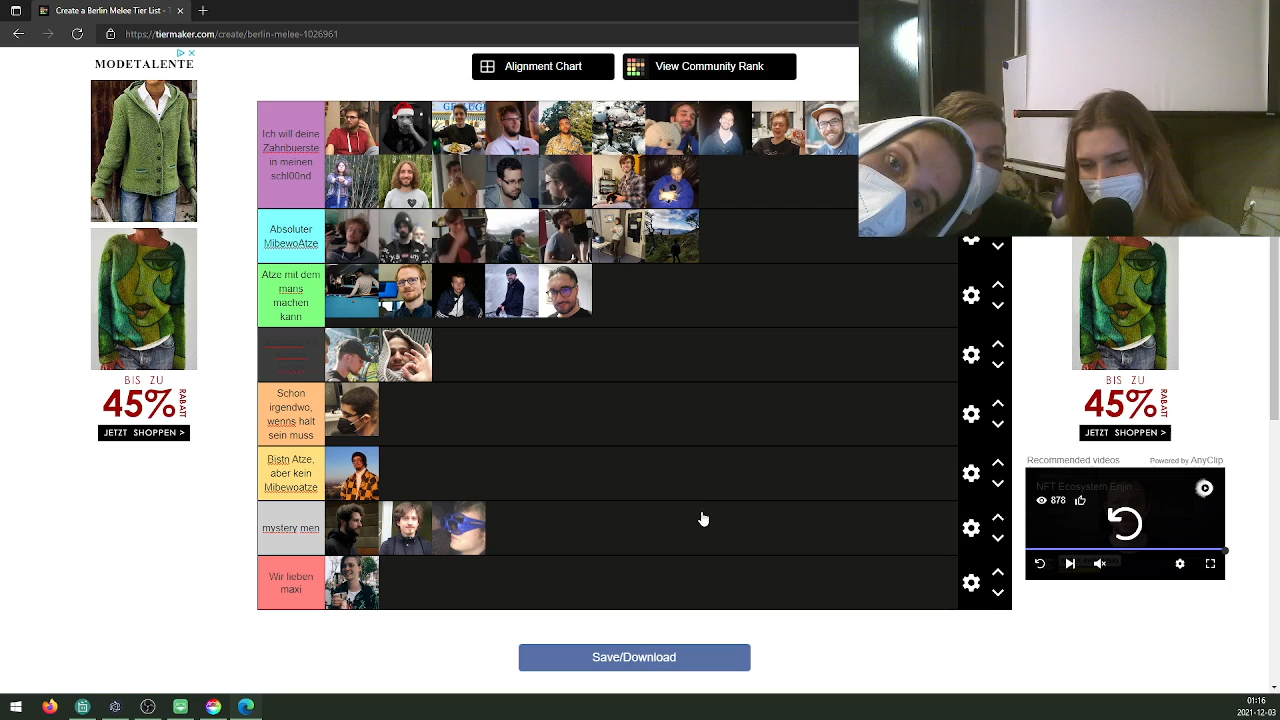 Create a Berlin Melee Tier List - T
https://tiermaker.com/create/berlin-melee-1026961
MODETALENTE
Alignment Chart
View Community Rank
Ich will deine
Zahnbuerste
in meinen
schl00nd
Absoluter
MibewoAtze
Atze mit dem
mans
machen
kann
Schon
irgendwo,
wenns halt
sein muss
Bistn Atze,
aber kein
Mibewoatze
mystery men
Wir lieben
maxi
BIS ZU
45%
RABATT
JETZT SHOPPEN >
BIS ZU
45%
RABATT
JETZT SHOPPEN >
Recommended videos
Powered by AnyClip
NFT Ecosystem Enjin
878
Save/Download
01:16
2021-12-03